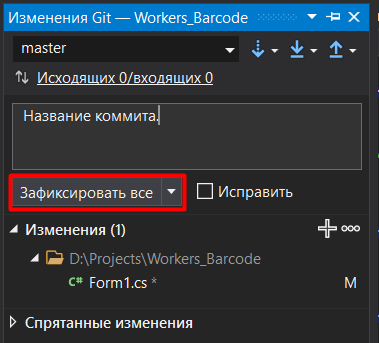 Изменения Git — Workers_Barcode
master
Исходящих 0/входящих 0
Название коммита.
Зафиксировать все
Исправить
Изменения (1)
D:\Projects\Workers_Barcode
C# Form1.cs * M
Спрятанные изменения